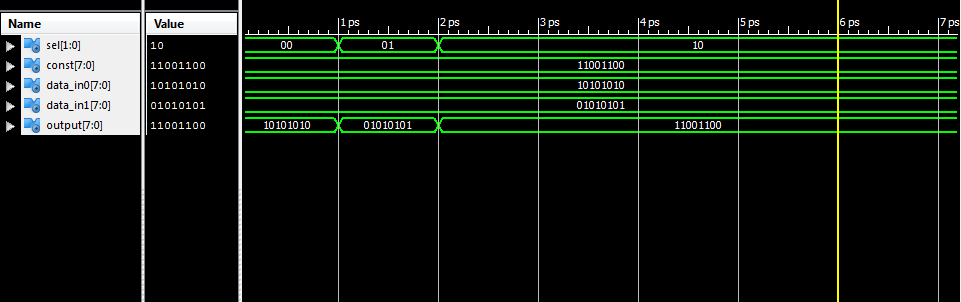 Name Value 1 ps 2 ps 3 ps 4 ps 5 ps 6 ps 7 ps
sel[1:0] 10 00 01 10
const[7:0] 11001100 11001100
data_in0[7:0] 10101010 10101010
data_in1[7:0] 01010101 01010101
output[7:0] 11001100 10101010 01010101 11001100